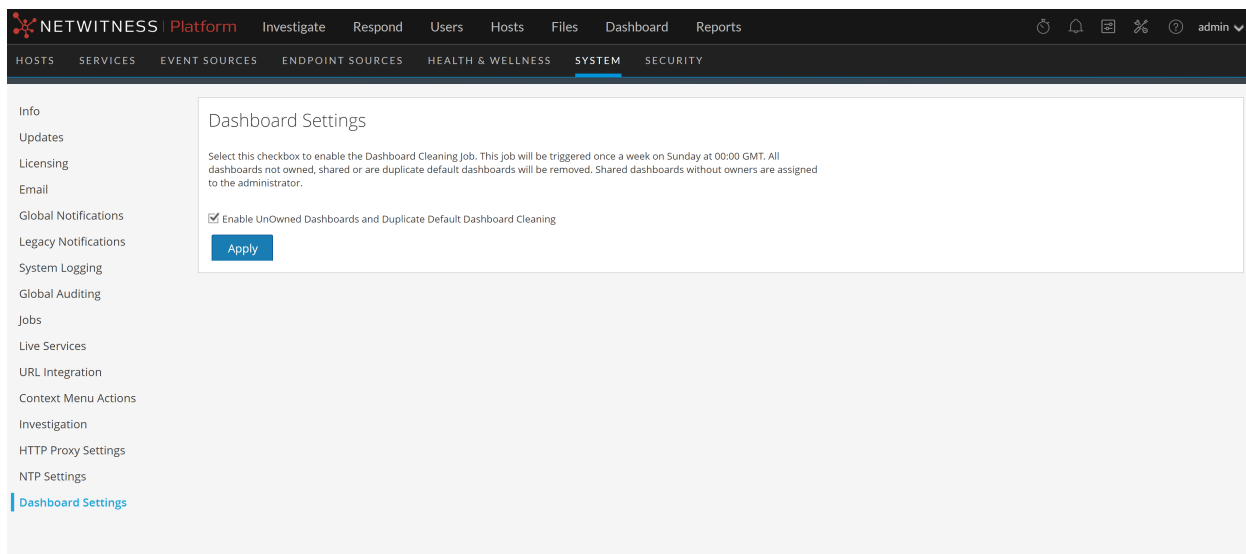 NETWITNESS Platform Investigate Respond Users Hosts Files Dashboard Reports admin
HOSTS SERVICES EVENT SOURCES ENDPOINT SOURCES HEALTH & WELLNESS SYSTEM SECURITY
Info
Updates
Licensing
Email
Global Notifications
Legacy Notifications
System Logging
Global Auditing
Jobs
Live Services
URL Integration
Context Menu Actions
Investigation
HTTP Proxy Settings
NTP Settings
Dashboard Settings
Dashboard Settings
Select this checkbox to enable the Dashboard Cleaning Job. This job will be triggered once a week on Sunday at 00:00 GMT. All
dashboards not owned, shared or are duplicate default dashboards will be removed. Shared dashboards without owners are assigned
to the administrator.
Enable UnOwned Dashboards and Duplicate Default Dashboard Cleaning
Apply